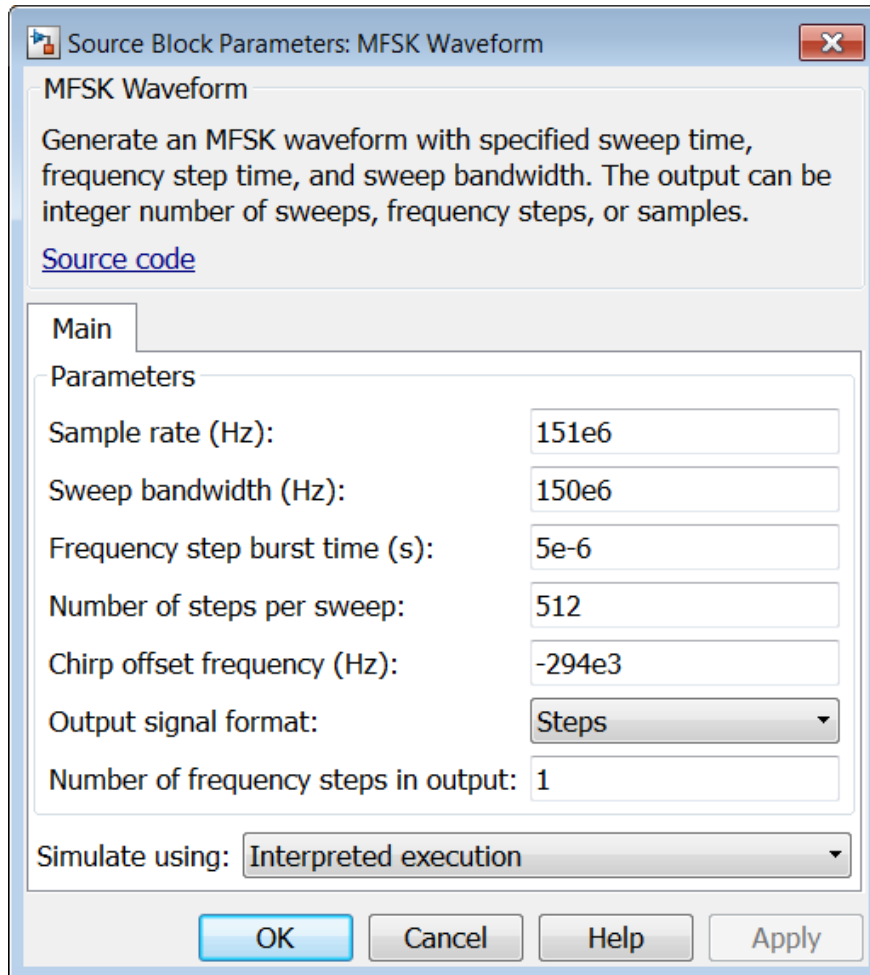 Source Block Parameters: MFSK Waveform
MFSK Waveform
Generate an MFSK waveform with specified sweep time,
frequency step time, and sweep bandwidth. The output can be
integer number of sweeps, frequency steps, or samples.
Source code
Main
Parameters
Sample rate (Hz): 151e6
Sweep bandwidth (Hz): 150e6
Frequency step burst time (s): 5e-6
Number of steps per sweep: 512
Chirp offset frequency (Hz): -294e3
Output signal format: Steps
Number of frequency steps in output: 1
Simulate using: Interpreted execution
OK Cancel Help Apply